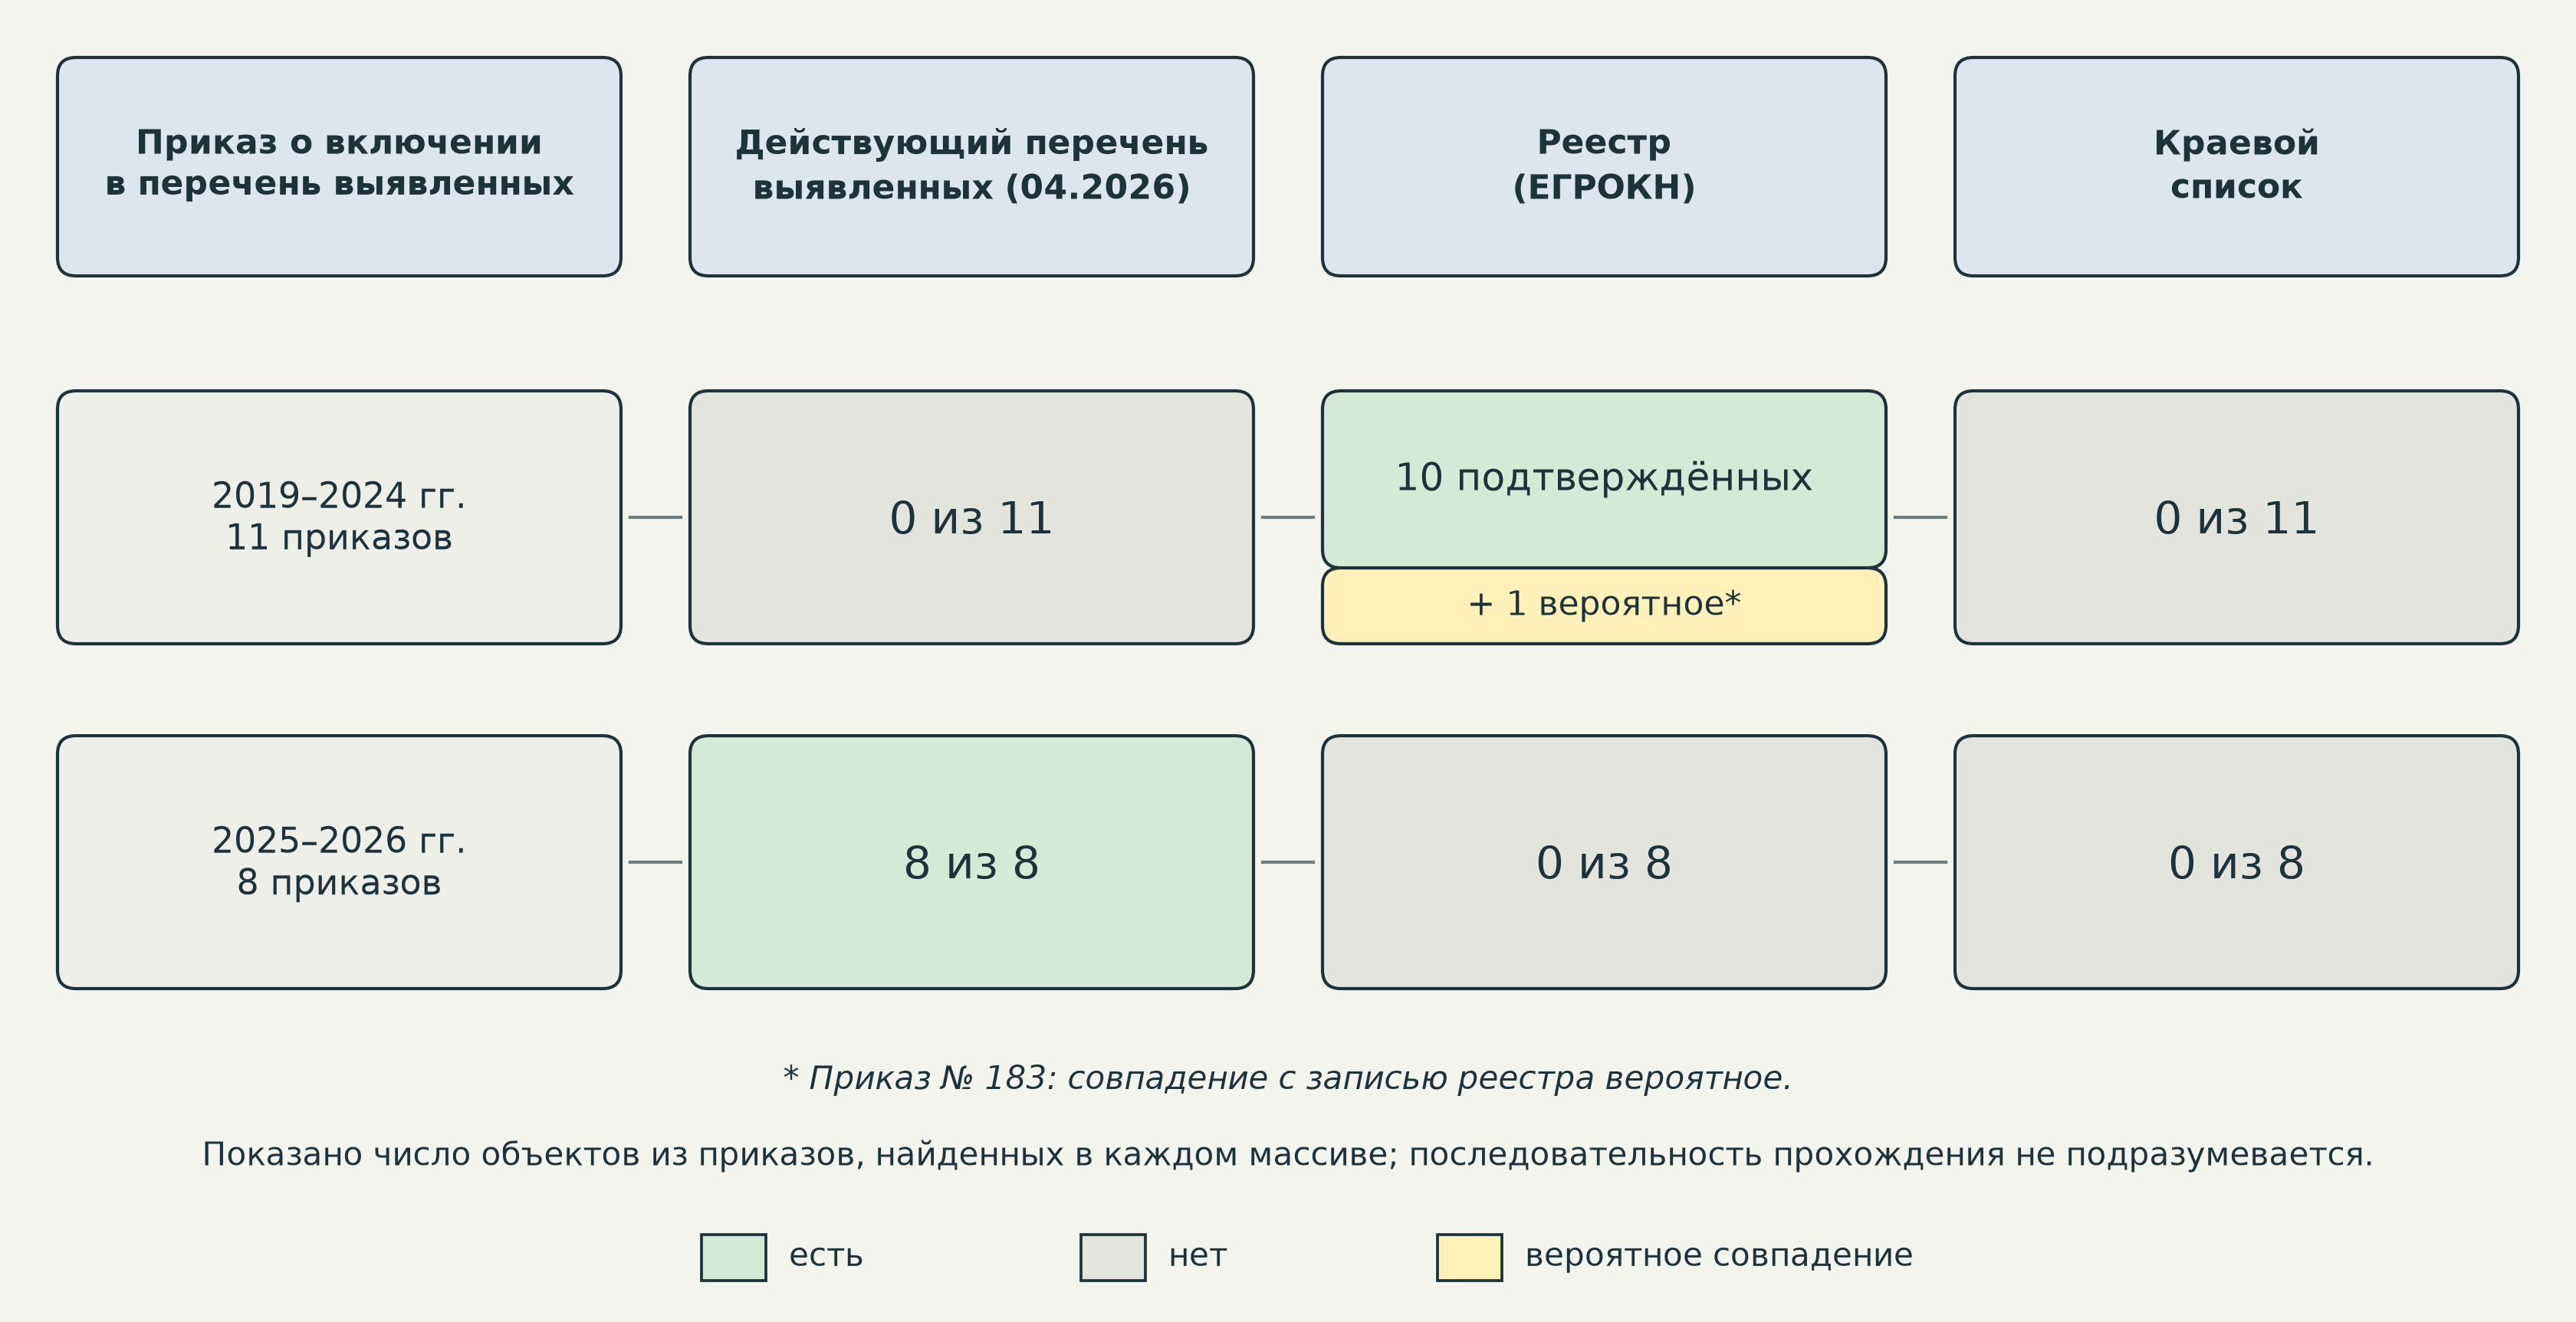 Приказ о включении
в перечень выявленных
Действующий перечень
выявленных (04.2026)
Реестр
(ЕГРОКН)
Краевой
список
2019–2024 гг.
11 приказов
0 из 11
10 подтверждённых
+ 1 вероятное*
0 из 11
2025–2026 гг.
8 приказов
8 из 8
0 из 8
0 из 8
* Приказ № 183: совпадение с записью реестра вероятное.
Показано число объектов из приказов, найденных в каждом массиве; последовательность прохождения не подразумевается.
есть
нет
вероятное совпадение